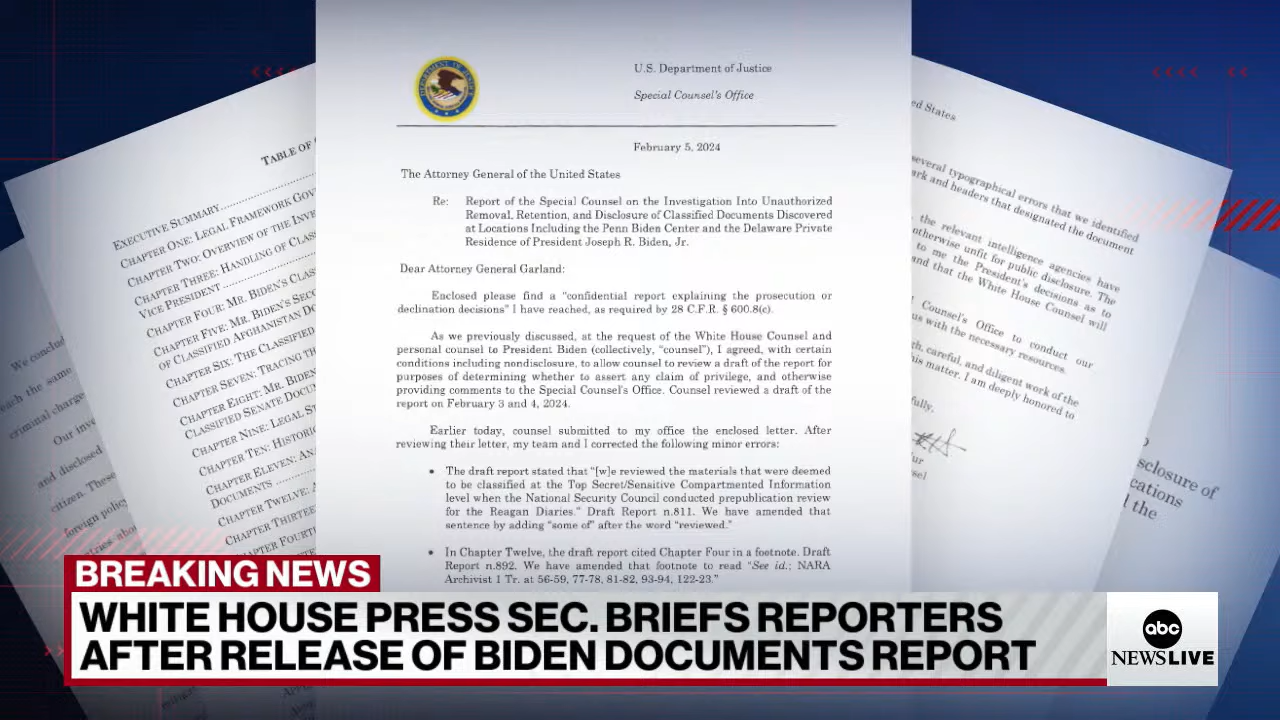 U.S. Department of Justice
Special Counsel's Office
February 5, 2024
The Attorney General of the United States
Re: Report of the Special Counsel on the Investigation Into Unauthorized
Removal, Retention, and Disclosure of Classified Documents Discovered
at Locations Including the Penn Biden Center and the Delaware Private
Residence of President Joseph R. Biden, Jr.
Dear Attorney General Garland:
Enclosed please find a “confidential report explaining the prosecution or
declination decisions” I have reached, as required by 28 C.F.R. § 600.8(c).
As we previously discussed, at the request of the White House Counsel and
personal counsel to President Biden (collectively, “counsel”), I agreed, with certain
conditions including nondisclosure, to allow counsel to review a draft of the report for
purposes of determining whether to assert any claim of privilege, and otherwise
providing comments to the Special Counsel's Office. Counsel reviewed a draft of the
report on February 3 and 4, 2024.
Earlier today, counsel submitted to my office the enclosed letter. After
reviewing their letter, my team and I corrected the following minor errors:
• The draft report stated that “[w]e reviewed the materials that were deemed
to be classified at the Top Secret/Sensitive Compartmented Information
level when the National Security Council conducted prepublication review
for the Reagan Diaries.” Draft Report n.811. We have amended that
sentence by adding “some of” after the word “reviewed.”
• In Chapter Twelve, the draft report cited Chapter Four in a footnote. Draft
Report n.892. We have amended that footnote to read “See id.; NARA
Archivist 1 Tr. at 56-59, 77-78, 81-82, 93-94, 122-23.”
TABLE OF
EXECUTIVE SUMMARY
CHAPTER ONE: LEGAL FRAMEWORK
CHAPTER TWO: OVERVIEW OF THE
CHAPTER THREE: HANDLING OF
VICE PRESIDENT
CHAPTER FOUR: MR. BIDEN'S
CHAPTER FIVE: MR. BIDEN'S
OF CLASSIFIED AFGHANISTAN
CHAPTER SIX: THE CLASSIFIED
CHAPTER SEVEN: TRACING
CHAPTER EIGHT: MR. BIDEN
CLASSIFIED SENATE
CHAPTER NINE: LEGAL
CHAPTER TEN:
CHAPTER ELEVEN:
DOCUMENTS
CHAPTER TWELVE:
CHAPTER
CHAPTER
We
the same
criminal
Our
and
citizen.
foreign
States
several typographical errors that we identified
and headers that designated the document
the relevant intelligence agencies have
otherwise unfit for public disclosure. The
to me the President's decisions as to
and that the White House Counsel will
Counsel's Office to conduct our
us with the necessary resources.
careful, and diligent work of the
this matter. I am deeply honored to
of
the
BREAKING NEWS
WHITE HOUSE PRESS SEC. BRIEFS REPORTERS
AFTER RELEASE OF BIDEN DOCUMENTS REPORT
abc
NEWS LIVE